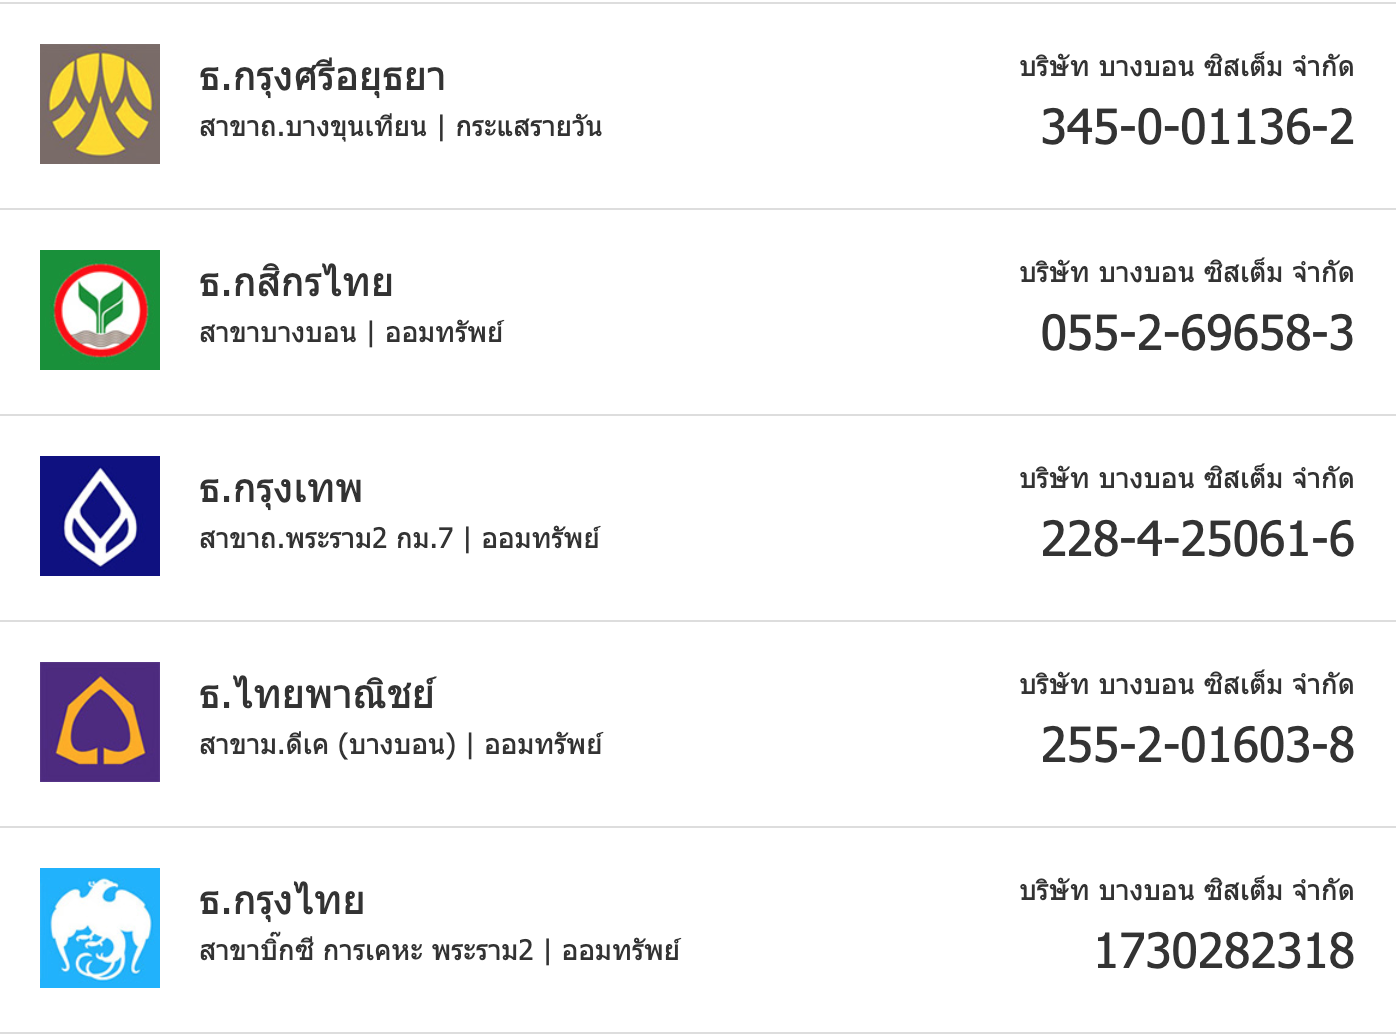 ธ.กรุงศรีอยุธยา
สาขาถ.บางขุนเทียน | กระแสรายวัน
บริษัท บางบอน ซิสเต็ม จำกัด
345-0-01136-2
ธ.กสิกรไทย
สาขาบางบอน | ออมทรัพย์
บริษัท บางบอน ซิสเต็ม จำกัด
055-2-69658-3
ธ.กรุงเทพ
สาขาถ.พระราม2 กม.7 | ออมทรัพย์
บริษัท บางบอน ซิสเต็ม จำกัด
228-4-25061-6
ธ.ไทยพาณิชย์
สาขาม.ดีเค (บางบอน) | ออมทรัพย์
บริษัท บางบอน ซิสเต็ม จำกัด
255-2-01603-8
ธ.กรุงไทย
สาขาบิ๊กซี การเคหะ พระราม2 | ออมทรัพย์
บริษัท บางบอน ซิสเต็ม จำกัด
1730282318